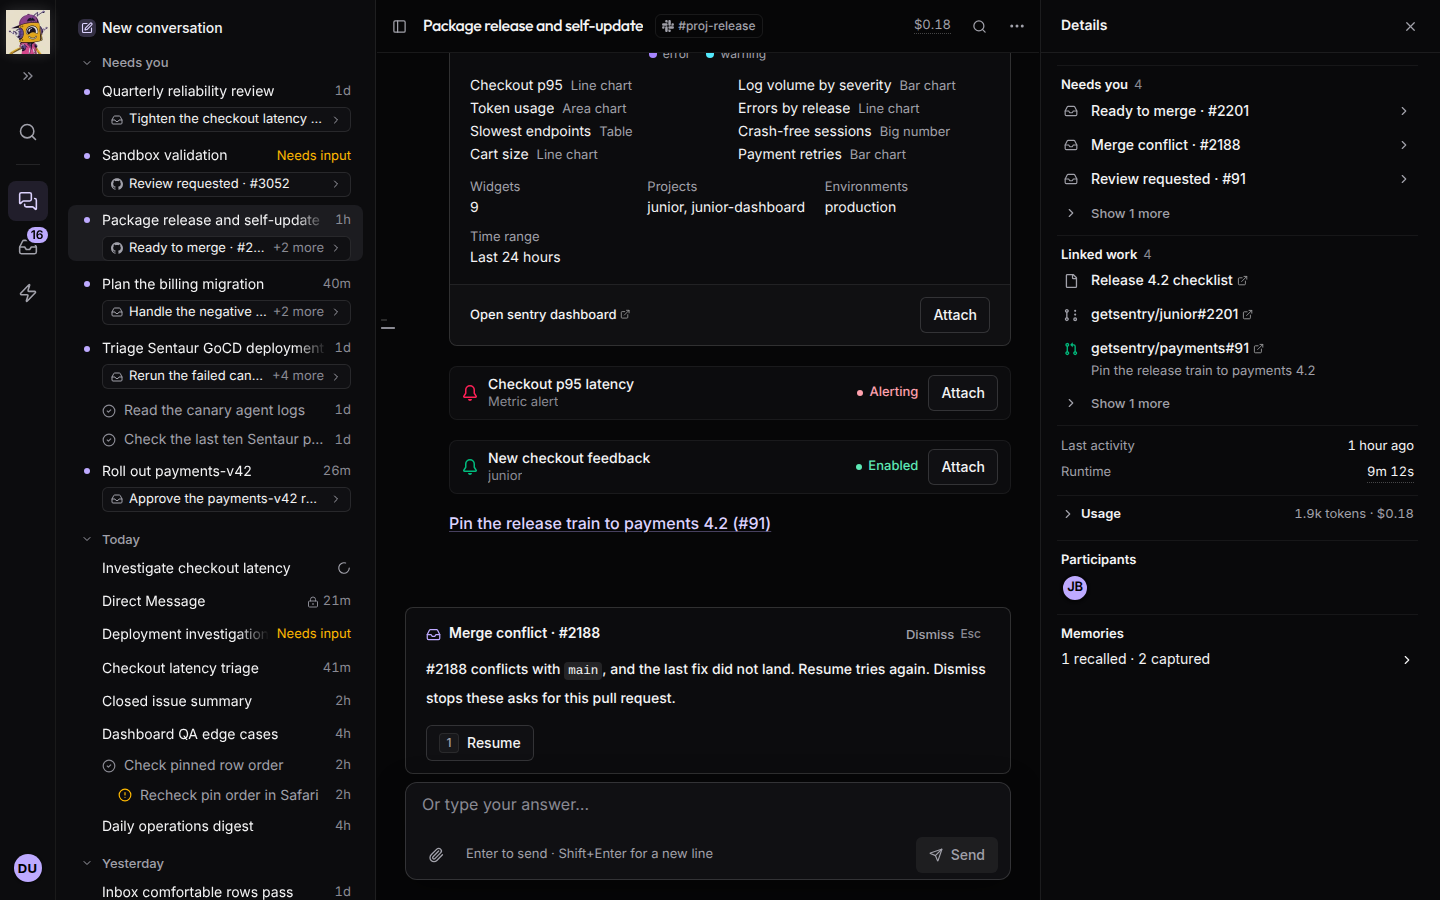 New conversation
Needs you
Quarterly reliability review 1d
Tighten the checkout latency ...
Sandbox validation Needs input
Review requested · #3052
Package release and self-update 1h
Ready to merge · #2... +2 more
Plan the billing migration 40m
Handle the negative ... +2 more
Triage Sentaur GoCD deployment 1d
Rerun the failed can... +4 more
Read the canary agent logs 1d
Check the last ten Sentaur p... 1d
Roll out payments-v42 26m
Approve the payments-v42 r...
Today
Investigate checkout latency
Direct Message 21m
Deployment investigation Needs input
Checkout latency triage 41m
Closed issue summary 2h
Dashboard QA edge cases 4h
Check pinned row order 2h
Recheck pin order in Safari 2h
Daily operations digest 4h
Yesterday
Inbox comfortable rows pass 1d
16
DU
Package release and self-update #proj-release $0.18
error warning
Checkout p95 Line chart Log volume by severity Bar chart
Token usage Area chart Errors by release Line chart
Slowest endpoints Table Crash-free sessions Big number
Cart size Line chart Payment retries Bar chart
Widgets Projects Environments
9 junior, junior-dashboard production
Time range
Last 24 hours
Open sentry dashboard Attach
Checkout p95 latency
Metric alert
Alerting Attach
New checkout feedback
junior
Enabled Attach
Pin the release train to payments 4.2 (#91)
Merge conflict · #2188 Dismiss Esc
#2188 conflicts with main, and the last fix did not land. Resume tries again. Dismiss
stops these asks for this pull request.
1 Resume
Or type your answer...
Enter to send · Shift+Enter for a new line Send
Details
Needs you 4
Ready to merge · #2201
Merge conflict · #2188
Review requested · #91
Show 1 more
Linked work 4
Release 4.2 checklist
getsentry/junior#2201
getsentry/payments#91
Pin the release train to payments 4.2
Show 1 more
Last activity 1 hour ago
Runtime 9m 12s
Usage 1.9k tokens · $0.18
Participants
JB
Memories
1 recalled · 2 captured